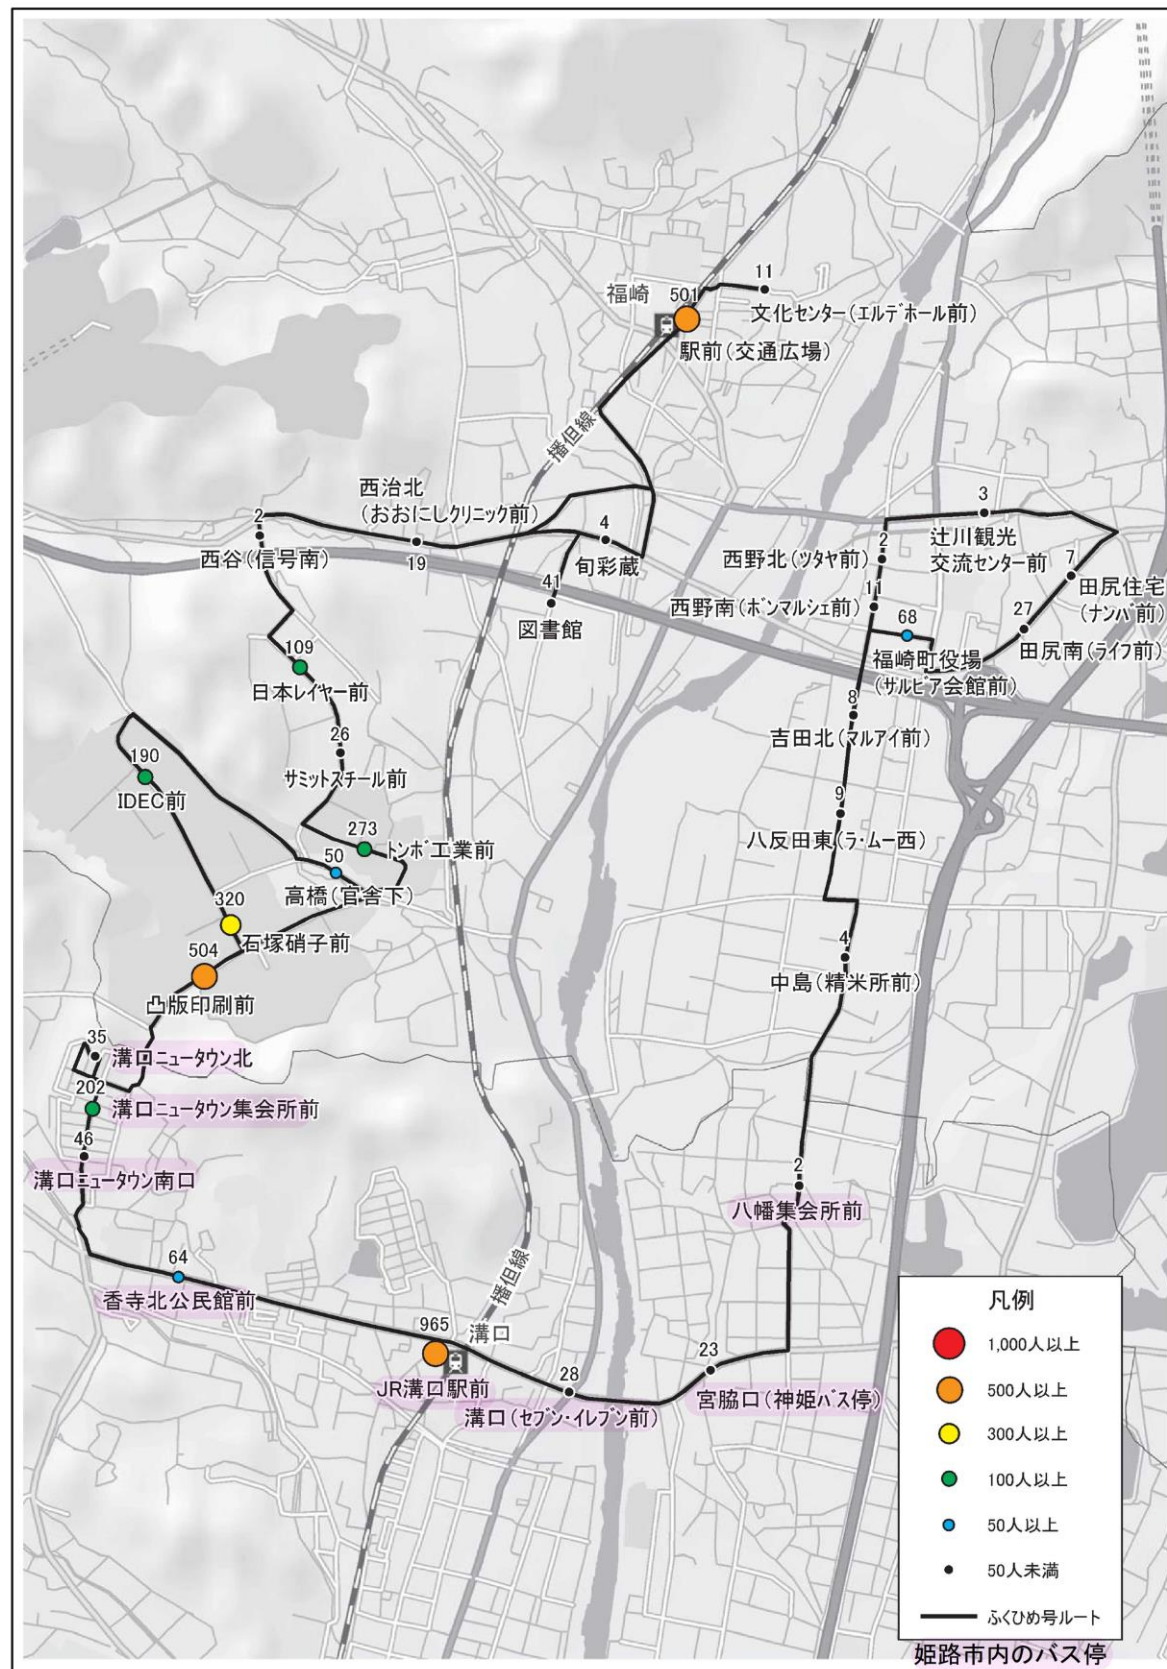 11
文化センター(エルデホール前)
福崎
501
駅前(交通広場)
播但線
西治北
(おおにしクリニック前)
2
西谷(信号南)
19
4
旬彩蔵
41
図書館
3
辻川観光
交流センター前
2
西野北(ツタヤ前)
7
田尻住宅
(ナンバ前)
11
西野南(ボンマルシェ前)
68
福崎町役場
(サルビア会館前)
27
田尻南(ライフ前)
109
日本レイヤー前
8
吉田北(マルアイ前)
26
サミットスチール前
190
IDEC前
9
八反田東(ラ・ムー西)
273
トンボ工業前
50
高橋(官舎下)
320
石塚硝子前
504
凸版印刷前
4
中島(精米所前)
35
溝口ニュータウン北
202
溝口ニュータウン集会所前
46
溝口ニュータウン南口
2
八幡集会所前
64
香寺北公民館前
播但線
965
溝口
JR溝口駅前
28
溝口(セブン・イレブン前)
23
宮脇口(神姫バス停)
凡例
1,000人以上
500人以上
300人以上
100人以上
50人以上
50人未満
ふくひめ号ルート
姫路市内のバス停